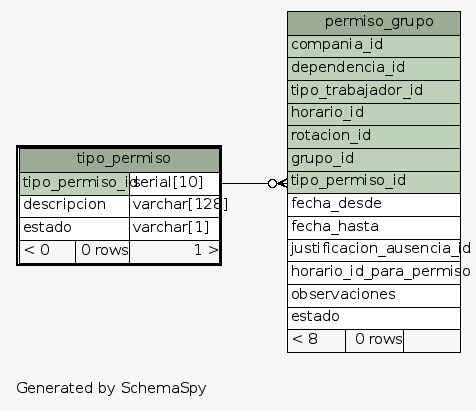 tipo_permiso
tipo_permiso_id serial[10]
descripcion varchar[128]
estado varchar[1]
< 0 0 rows 1 >
permiso_grupo
compania_id
dependencia_id
tipo_trabajador_id
horario_id
rotacion_id
grupo_id
tipo_permiso_id
fecha_desde
fecha_hasta
justificacion_ausencia_id
horario_id_para_permiso
observaciones
estado
< 8 0 rows
Generated by SchemaSpy